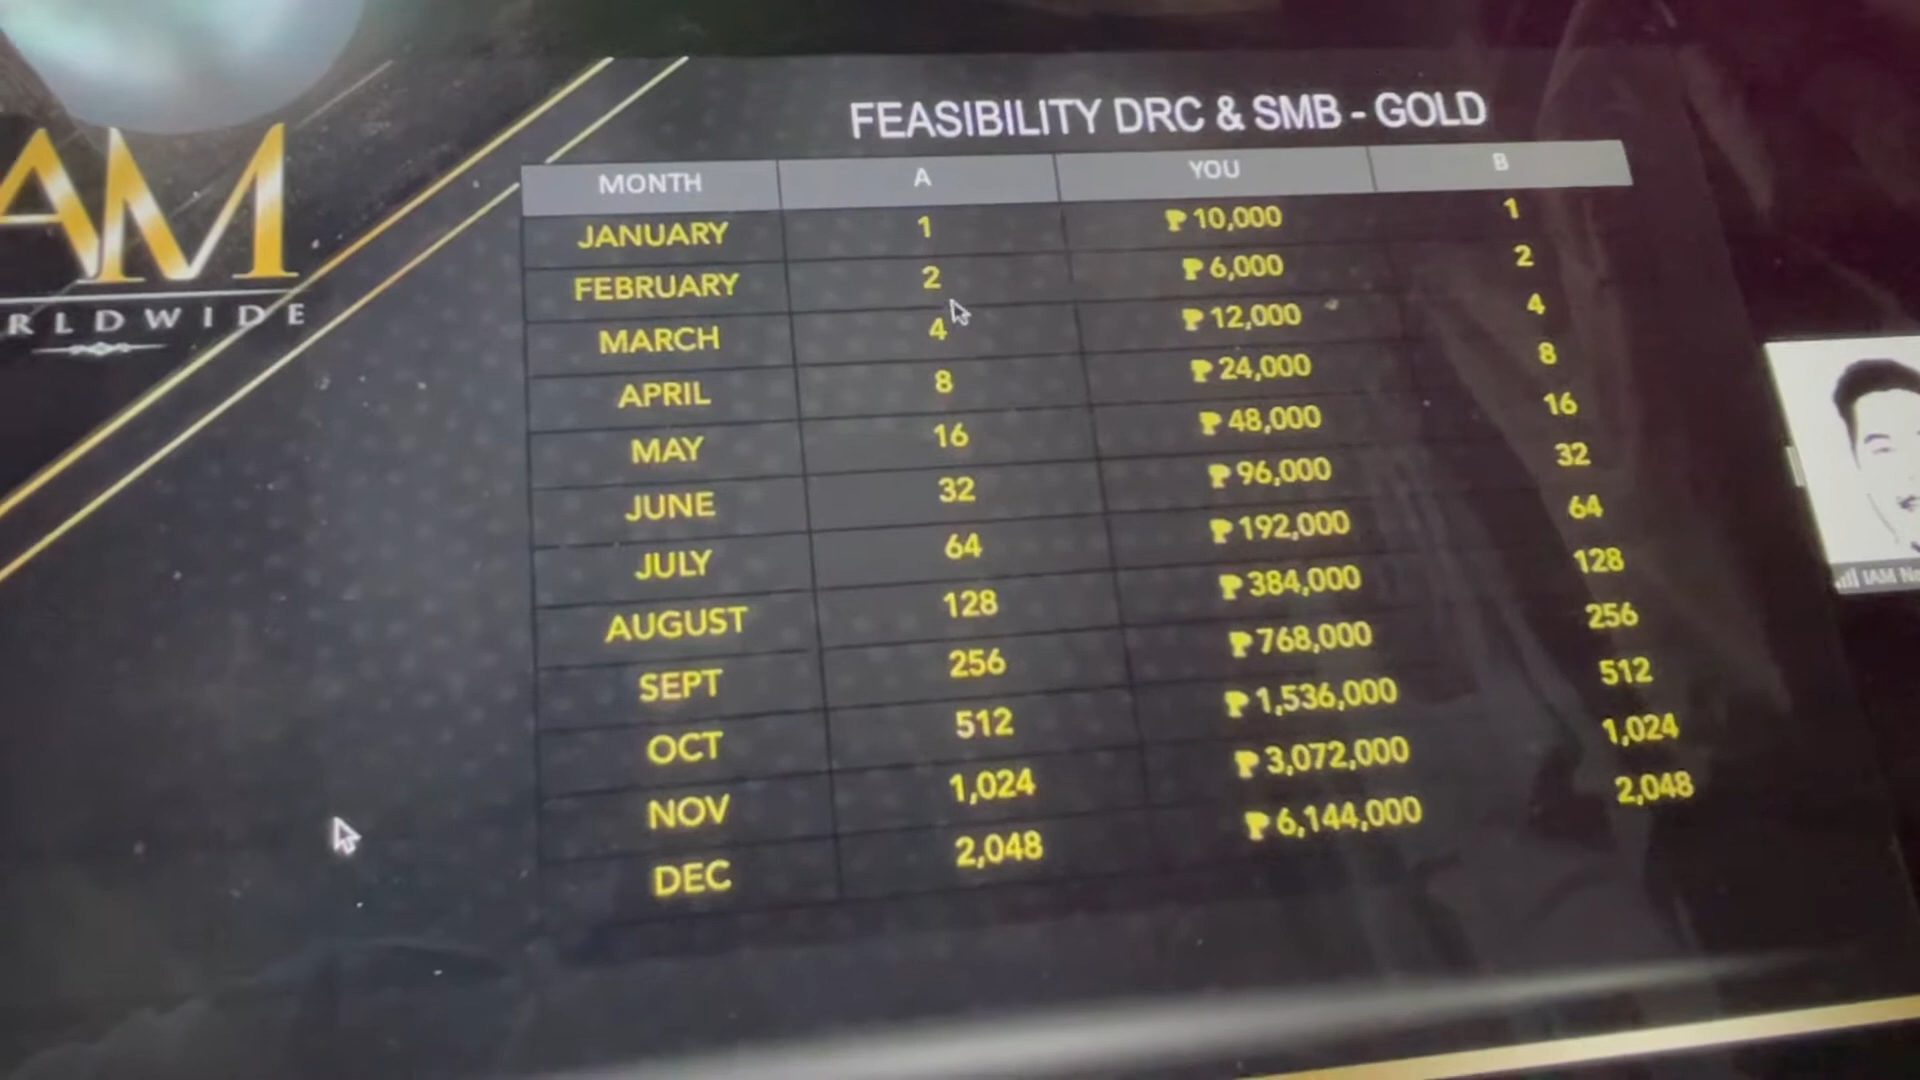 AM
RLDWIDE
FEASIBILITY DRC & SMB - GOLD
MONTH A YOU B
JANUARY 1 ₱ 10,000 1
FEBRUARY 2 ₱ 6,000 2
MARCH 4 ₱ 12,000 4
APRIL 8 ₱ 24,000 8
MAY 16 ₱ 48,000 16
JUNE 32 ₱ 96,000 32
JULY 64 ₱ 192,000 64
AUGUST 128 ₱ 384,000 128
SEPT 256 ₱ 768,000 256
OCT 512 ₱ 1,536,000 512
NOV 1,024 ₱ 3,072,000 1,024
DEC 2,048 ₱ 6,144,000 2,048
IAM